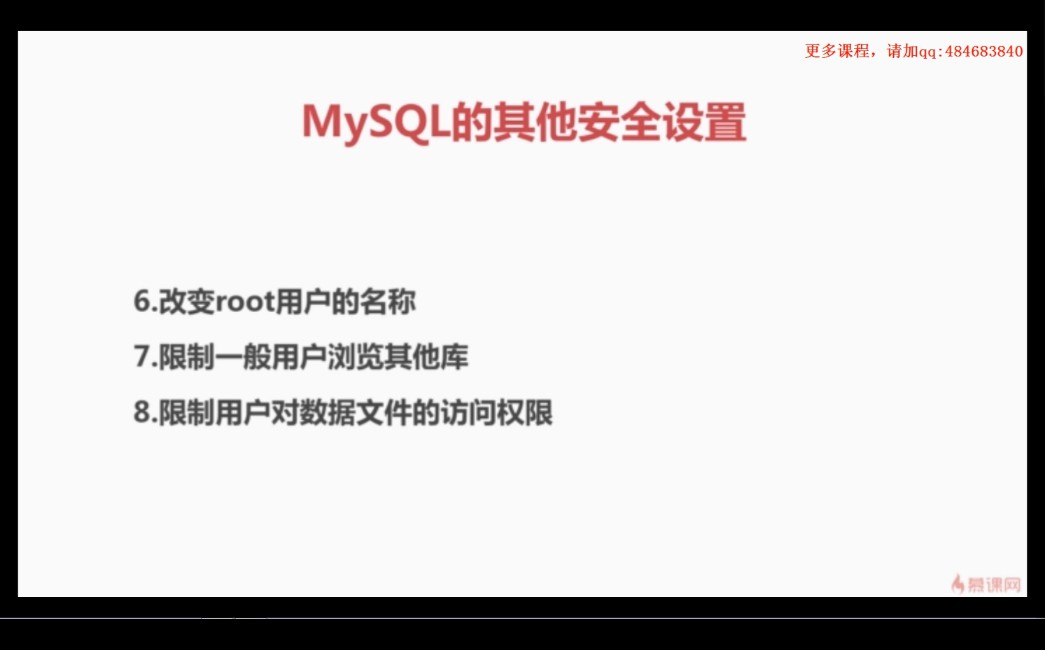 更多课程，请加qq:484683840
MySQL的其他安全设置
6.改变root用户的名称
7.限制一般用户浏览其他库
8.限制用户对数据文件的访问权限
慕课网